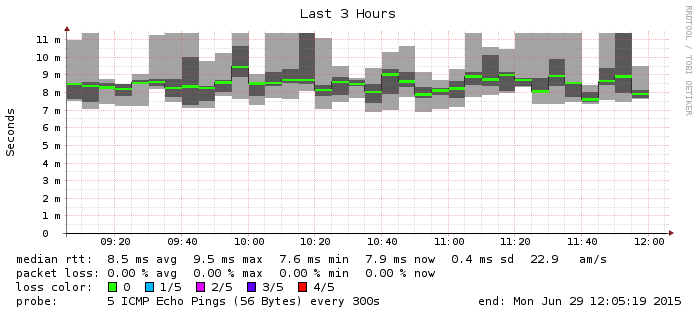 Last 3 Hours
RRDTOOL / TOBI OETIKER
Seconds
11 m
10 m
9 m
8 m
7 m
6 m
5 m
4 m
3 m
2 m
1 m
0
09:20 09:40 10:00 10:20 10:40 11:00 11:20 11:40 12:00
median rtt: 8.5 ms avg 9.5 ms max 7.6 ms min 7.9 ms now 0.4 ms sd 22.9 am/s
packet loss: 0.00 % avg 0.00 % max 0.00 % min 0.00 % now
loss color: 0 1/5 2/5 3/5 4/5
probe: 5 ICMP Echo Pings (56 Bytes) every 300s end: Mon Jun 29 12:05:19 2015